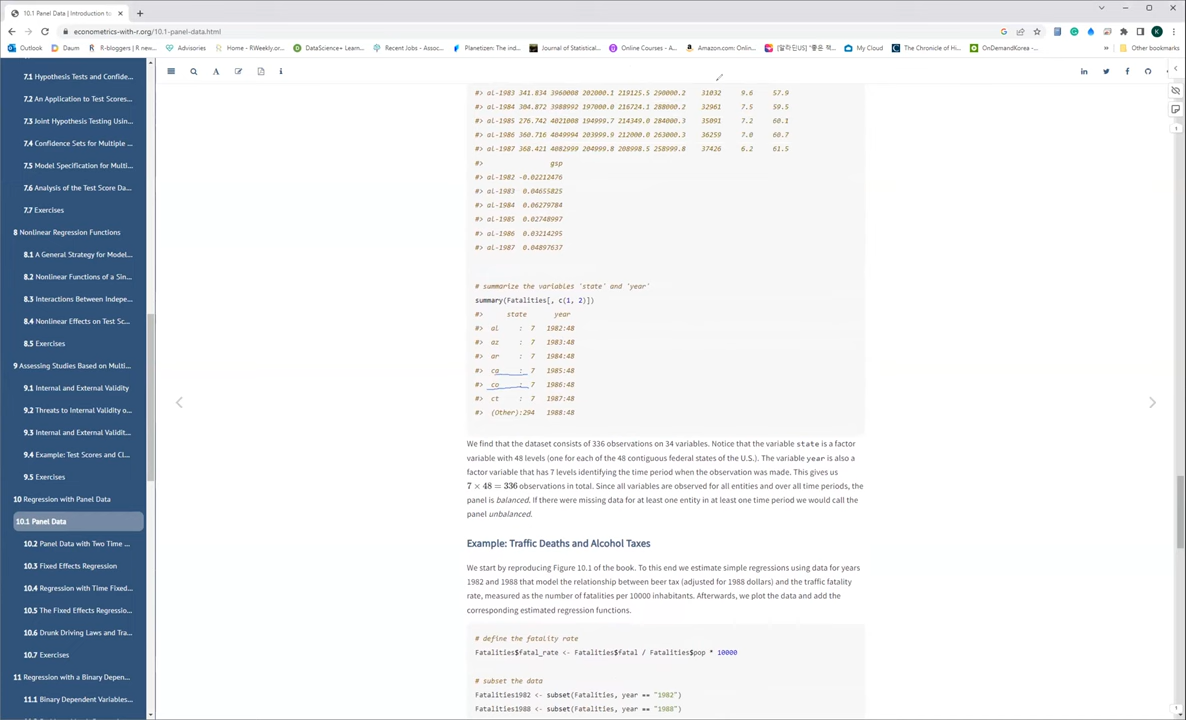 10.1 Panel Data | Introduction to
econometrics-with-r.org/10.1-panel-data.html
Outlook Daum R-bloggers | R new... Advisories Home - RWeekly.or... DataScience+ Learn... Recent Jobs - Assoc... Planetizen: The ind... Journal of Statistical... Online Courses - A... Amazon.com: Onlin... My Cloud The Chronicle of Hi... OnDemandKorea - Other bookmarks
7.1 Hypothesis Tests and Confide...
7.2 An Application to Test Scores...
7.3 Joint Hypothesis Testing Usin...
7.4 Confidence Sets for Multiple ...
7.5 Model Specification for Multi...
7.6 Analysis of the Test Score Da...
7.7 Exercises
8 Nonlinear Regression Functions
8.1 A General Strategy for Model...
8.2 Nonlinear Functions of a Sin...
8.3 Interactions Between Indepe...
8.4 Nonlinear Effects on Test Sc...
8.5 Exercises
9 Assessing Studies Based on Multi...
9.1 Internal and External Validity
9.2 Threats to Internal Validity o...
9.3 Internal and External Validit...
9.4 Example: Test Scores and Cl...
9.5 Exercises
10 Regression with Panel Data
10.1 Panel Data
10.2 Panel Data with Two Time ...
10.3 Fixed Effects Regression
10.4 Regression with Time Fixed...
10.5 The Fixed Effects Regressio...
10.6 Drunk Driving Laws and Tra...
10.7 Exercises
11 Regression with a Binary Depen...
11.1 Binary Dependent Variables...
#> al-1983 341.834 3960008 202000.1 219125.5 290000.2 31032 9.6 57.9
#> al-1984 304.872 3988992 197000.0 216724.1 288000.2 32961 7.5 59.5
#> al-1985 276.742 4021008 194999.7 214349.0 284000.3 35091 7.2 60.1
#> al-1986 360.716 4049994 203999.9 212000.0 263000.3 36259 7.0 60.7
#> al-1987 368.421 4082999 204999.8 208998.5 258999.8 37426 6.2 61.5
#> gsp
#> al-1982 -0.02212476
#> al-1983 0.04655825
#> al-1984 0.06279784
#> al-1985 0.02748997
#> al-1986 0.03214295
#> al-1987 0.04897637
# summarize the variables 'state' and 'year'
summary(Fatalities[, c(1, 2)])
#> state year
#> al : 7 1982:48
#> az : 7 1983:48
#> ar : 7 1984:48
#> ca : 7 1985:48
#> co : 7 1986:48
#> ct : 7 1987:48
#> (Other):294 1988:48
We find that the dataset consists of 336 observations on 34 variables. Notice that the variable state is a factor
variable with 48 levels (one for each of the 48 contiguous federal states of the U.S.). The variable year is also a
factor variable that has 7 levels identifying the time period when the observation was made. This gives us
7 × 48 = 336 observations in total. Since all variables are observed for all entities and over all time periods, the
panel is balanced. If there were missing data for at least one entity in at least one time period we would call the
panel unbalanced.
Example: Traffic Deaths and Alcohol Taxes
We start by reproducing Figure 10.1 of the book. To this end we estimate simple regressions using data for years
1982 and 1988 that model the relationship between beer tax (adjusted for 1988 dollars) and the traffic fatality
rate, measured as the number of fatalities per 10000 inhabitants. Afterwards, we plot the data and add the
corresponding estimated regression functions.
# define the fatality rate
Fatalities$fatal_rate <- Fatalities$fatal / Fatalities$pop * 10000
# subset the data
Fatalities1982 <- subset(Fatalities, year == "1982")
Fatalities1988 <- subset(Fatalities, year == "1988")